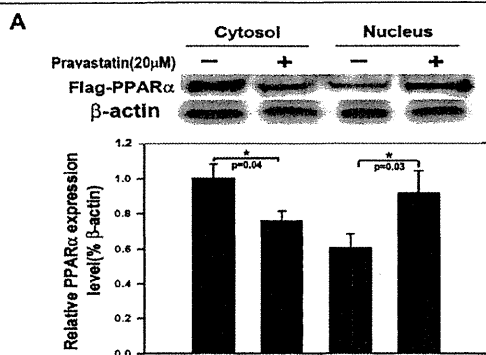 A
Cytosol Nucleus
Pravastatin(20μM) − + − +
Flag-PPARα
β-actin
Relative PPARα expression
level(% β-actin)
1.2
1.0
0.8
0.6
0.4
0.2
0.0
*
p=0.04
*
p=0.03